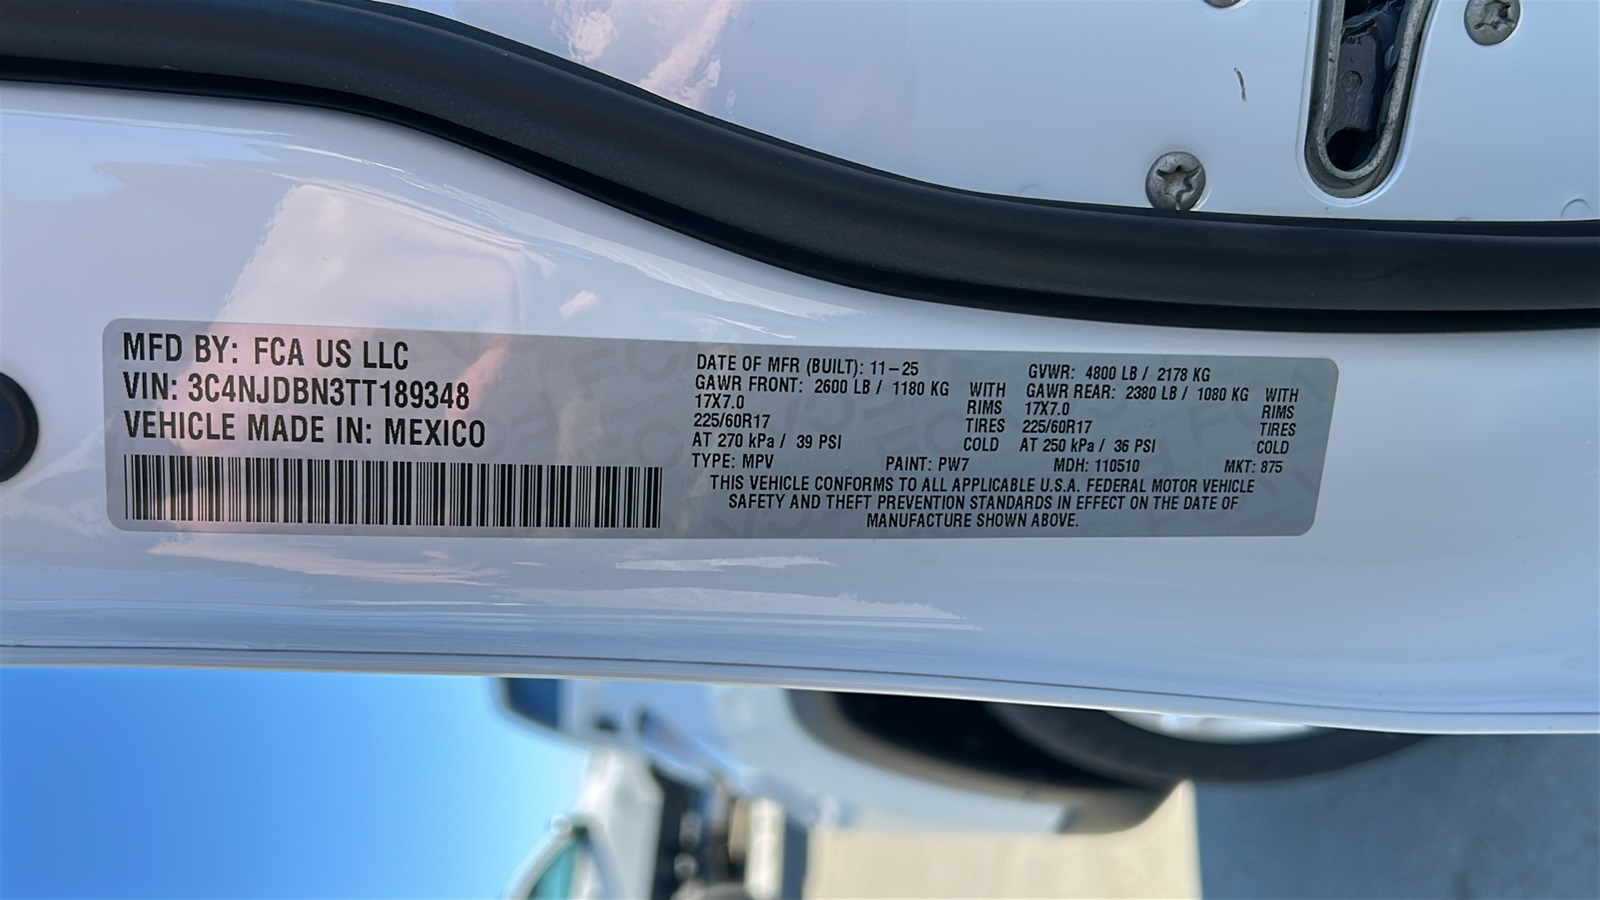 MFD BY: FCA US LLC
VIN: 3C4NJDBN3TT189348
VEHICLE MADE IN: MEXICO
DATE OF MFR (BUILT): 11-25
GAWR FRONT: 2600 LB / 1180 KG WITH
17X7.0 RIMS
225/60R17 TIRES
AT 270 kPa / 39 PSI COLD
GVWR: 4800 LB / 2178 KG
GAWR REAR: 2380 LB / 1080 KG WITH
17X7.0 RIMS
225/60R17 TIRES
AT 250 kPa / 36 PSI COLD
TYPE: MPV PAINT: PW7 MDH: 110510 MKT: 875
THIS VEHICLE CONFORMS TO ALL APPLICABLE U.S.A. FEDERAL MOTOR VEHICLE
SAFETY AND THEFT PREVENTION STANDARDS IN EFFECT ON THE DATE OF
MANUFACTURE SHOWN ABOVE.